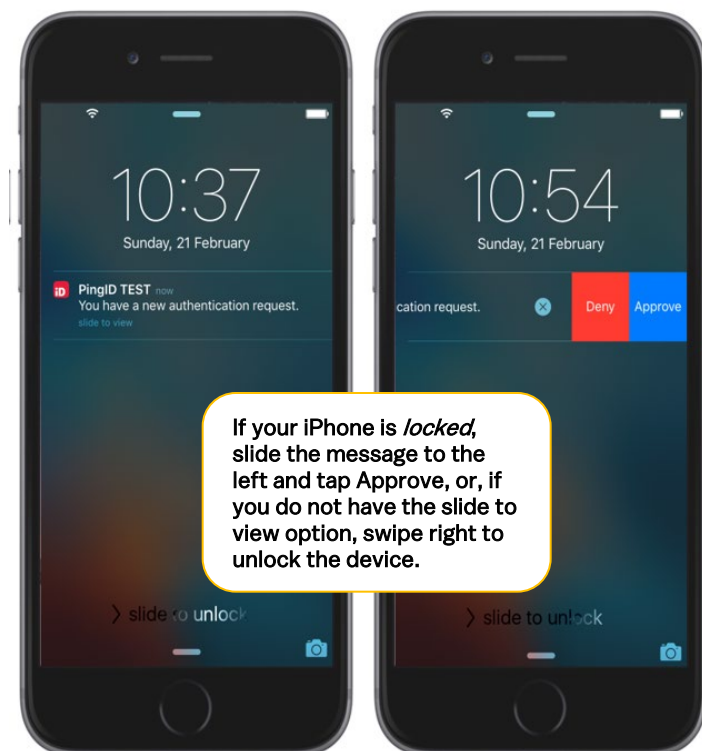 10:37
Sunday, 21 February
iD PingID TEST now
You have a new authentication request.
slide to view
> slide to unlock
10:54
Sunday, 21 February
cation request.
Deny
Approve
> slide to unlock
If your iPhone is locked,
slide the message to the
left and tap Approve, or, if
you do not have the slide to
view option, swipe right to
unlock the device.